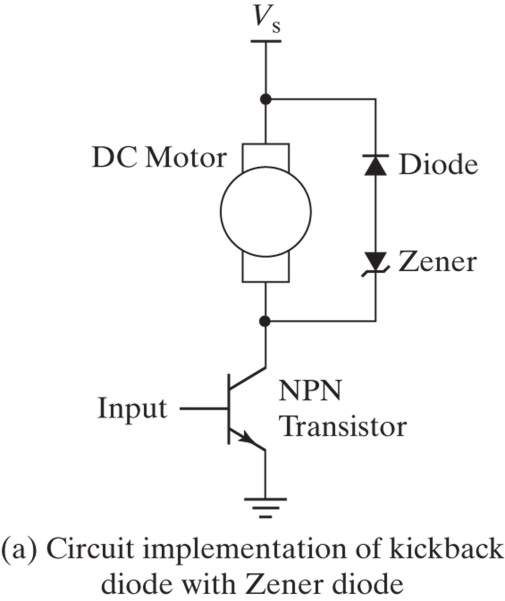 V_s
DC Motor
Diode
Zener
NPN
Transistor
Input
(a) Circuit implementation of kickback
diode with Zener diode